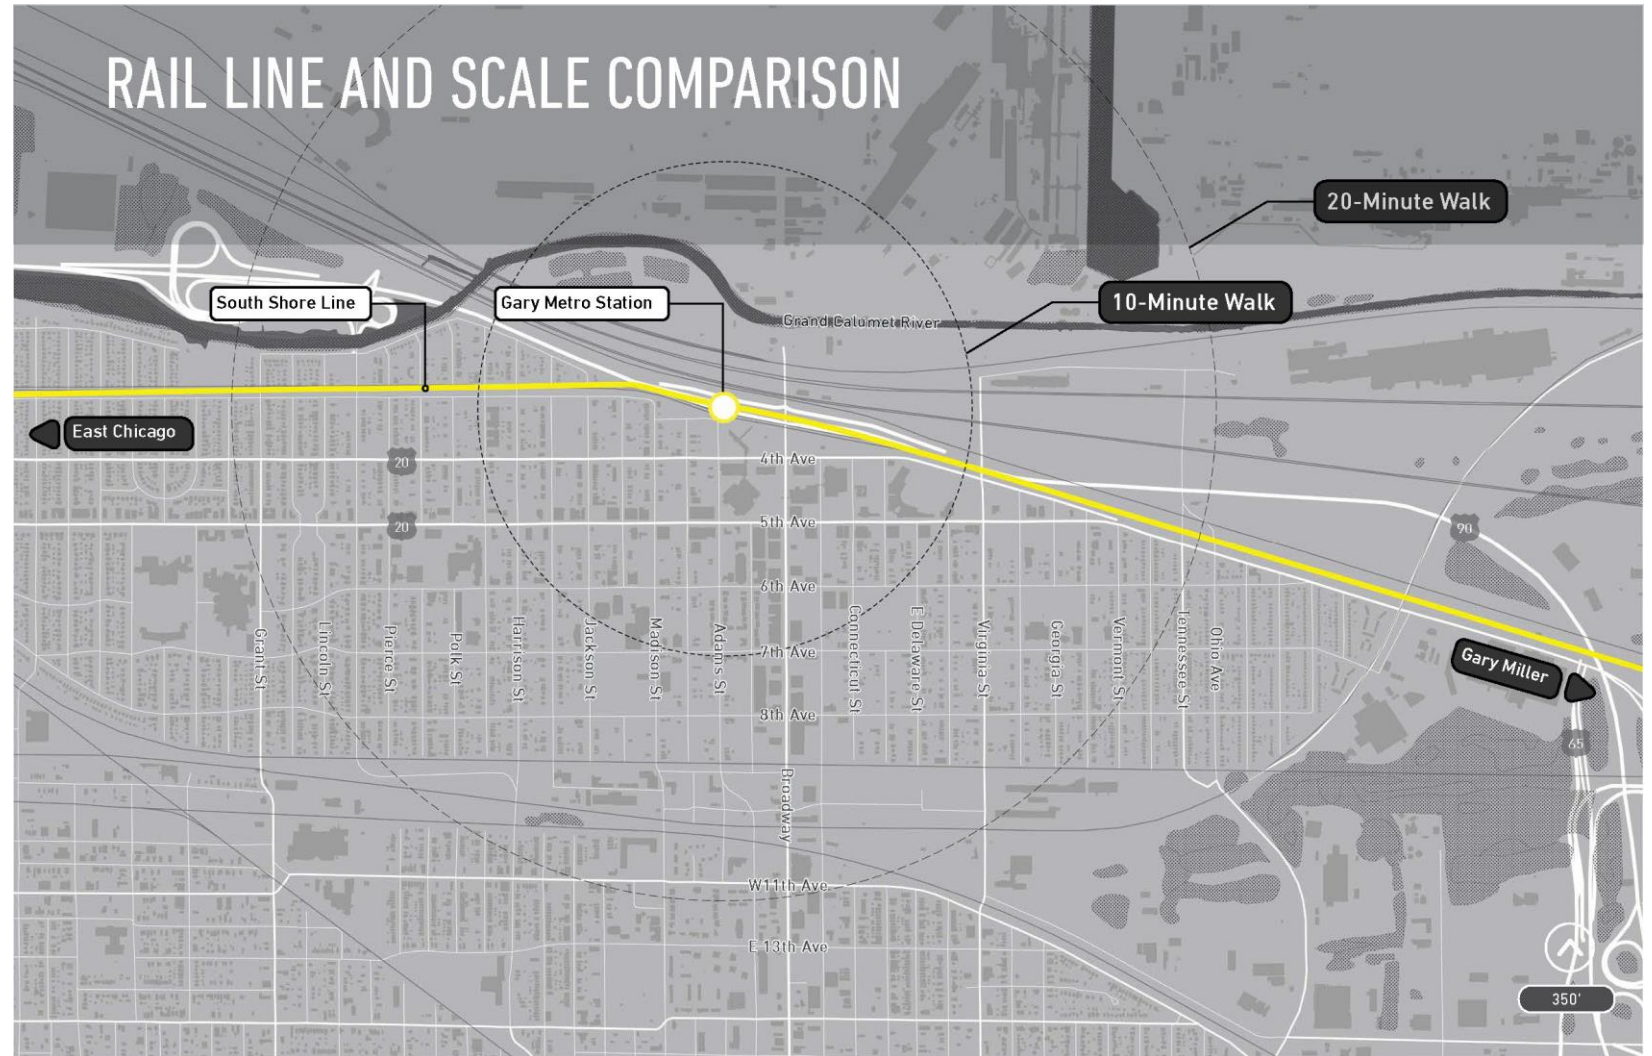 RAIL LINE AND SCALE COMPARISON
20-Minute Walk
South Shore Line
Gary Metro Station
10-Minute Walk
Grand Calumet River
East Chicago
20
4th Ave
20
5th Ave
90
6th Ave
Grant St
Lincoln St
Pierce St
Polk St
Harrison St
Jackson St
Madison St
Adams St
Connecticut St
E Delaware St
Virginia St
Georgia St
Vermont St
Tennessee St
Ohio Ave
7th Ave
Gary Miller
8th Ave
65
Broadway
W11th Ave
E 13th Ave
350'